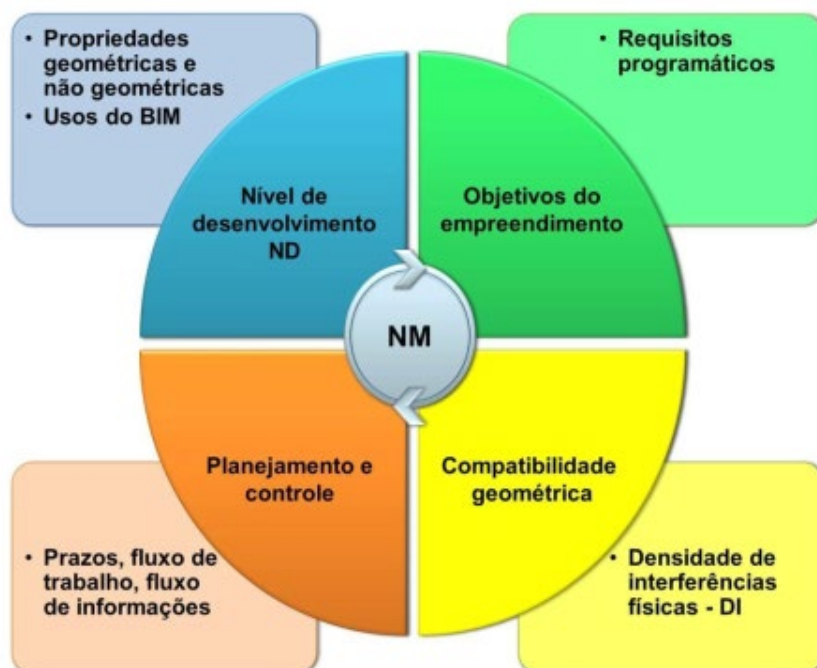 • Propriedades
geométricas e
não geométricas
• Usos do BIM
• Requisitos
programáticos
Nível de
desenvolvimento
ND
Objetivos do
empreendimento
NM
Planejamento e
controle
Compatibilidade
geométrica
• Prazos, fluxo de
trabalho, fluxo
de informações
• Densidade de
interferências
físicas - DI